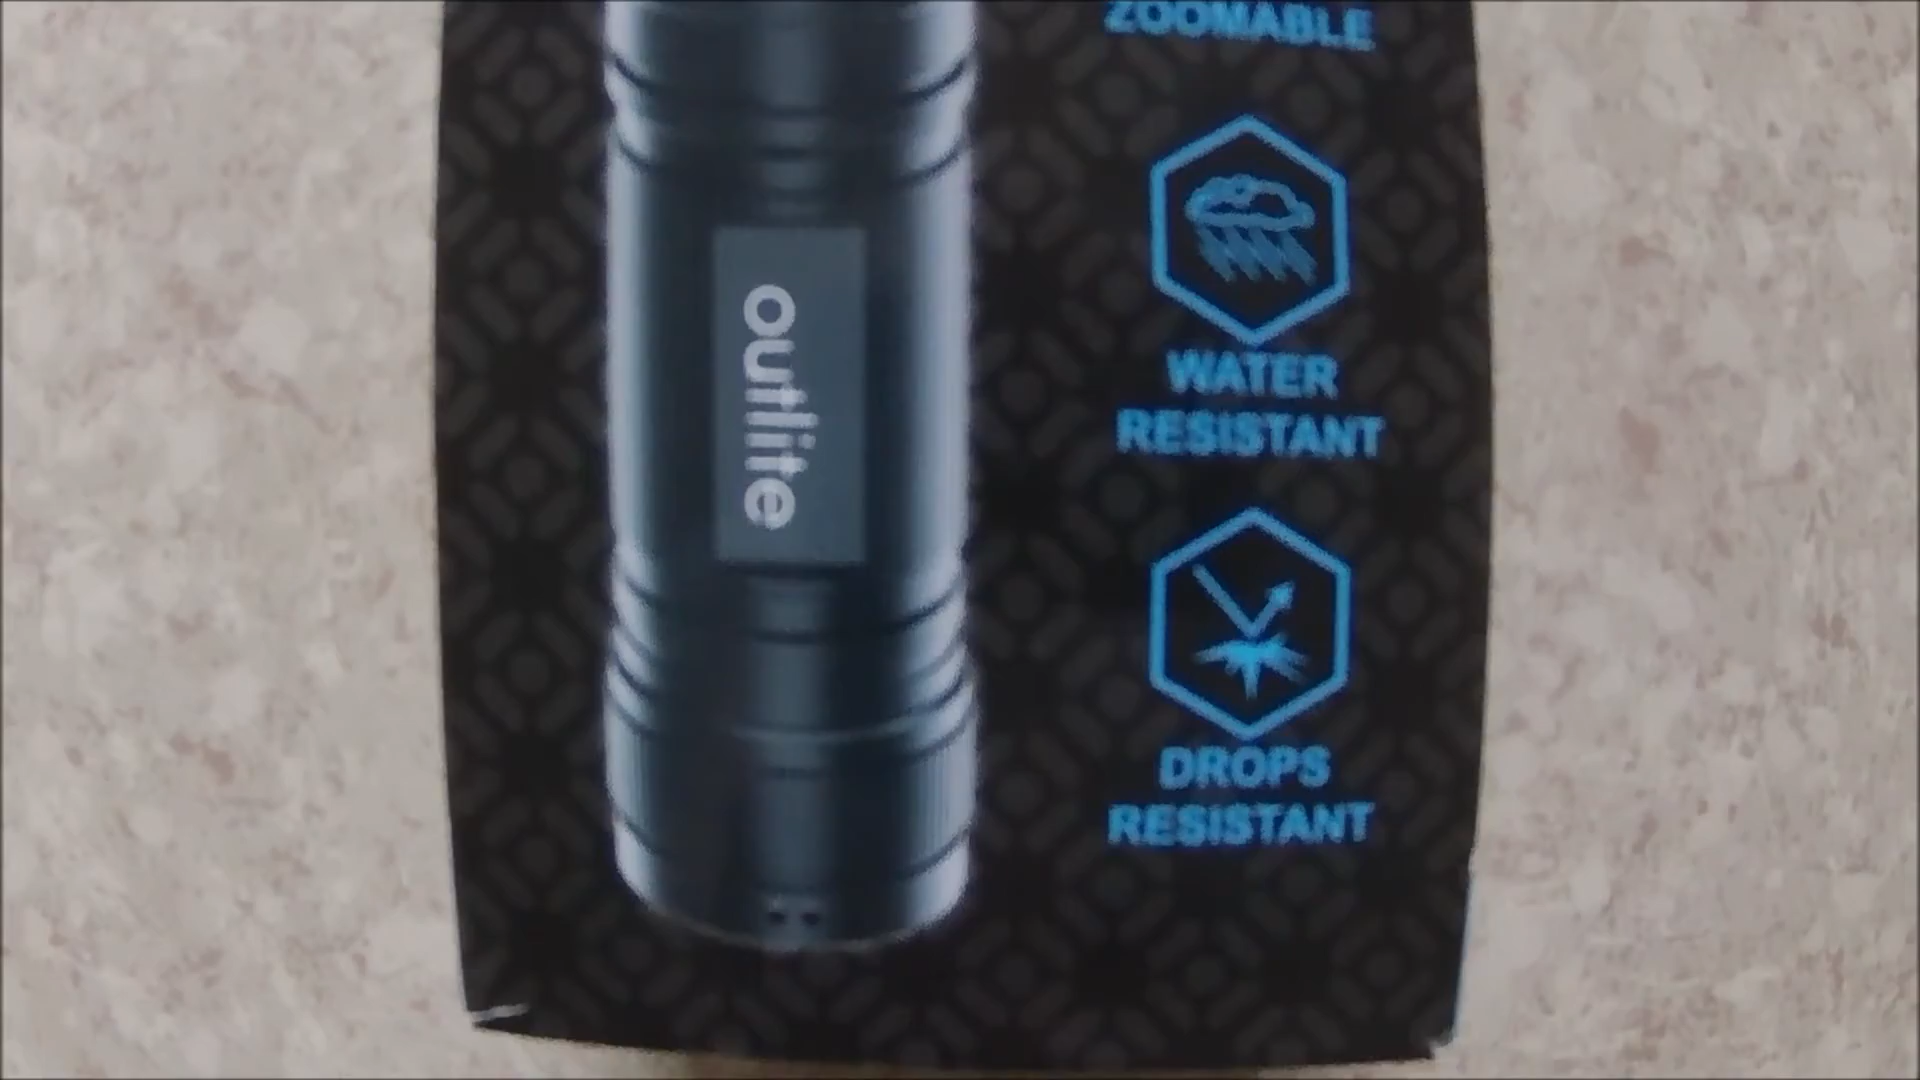 ZOOMABLE
outlite
WATER
RESISTANT
DROPS
RESISTANT